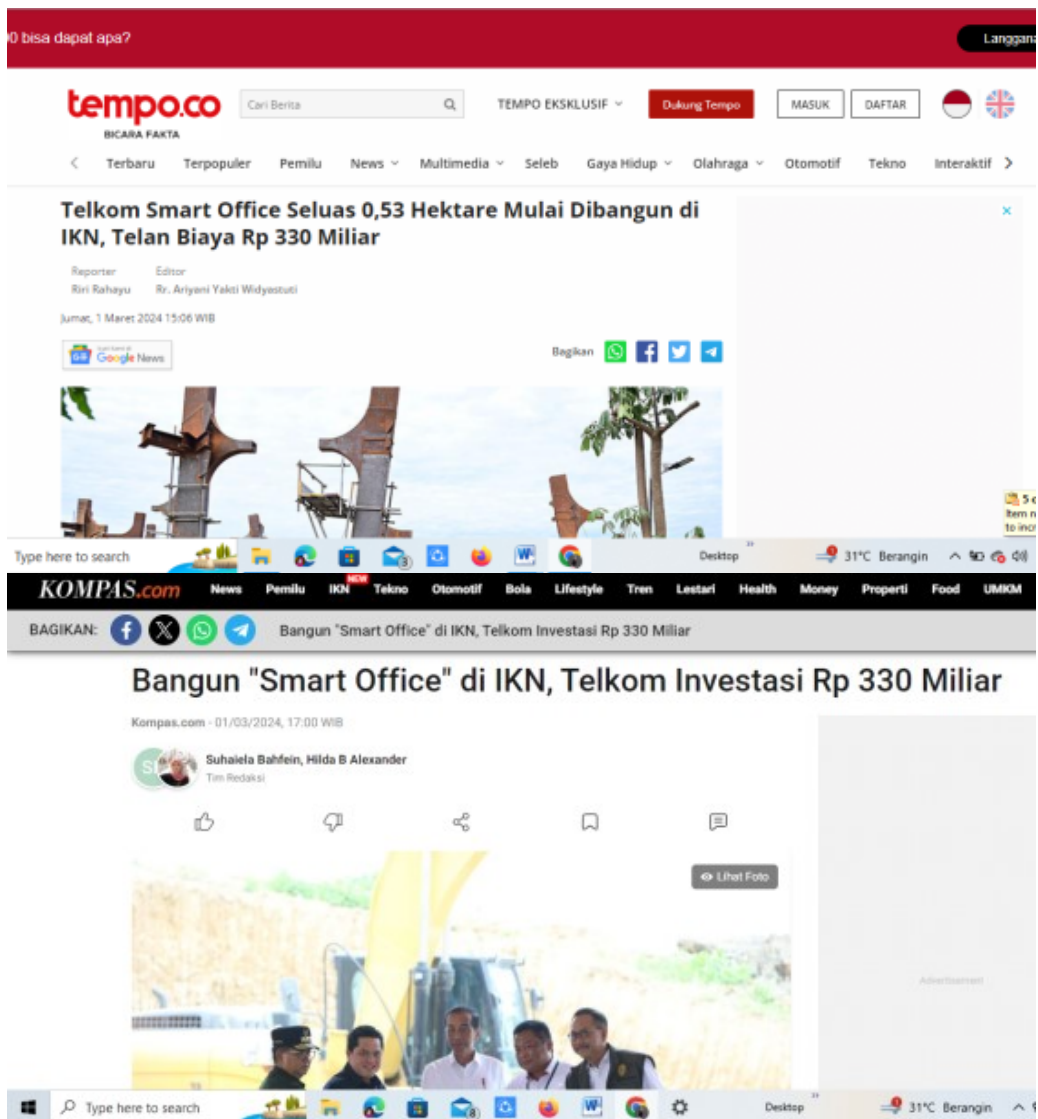 0 bisa dapat apa?
Langgana
tempo.co
BICARA FAKTA
Cari Berita
TEMPO EKSKLUSIF
Dukung Tempo
MASUK
DAFTAR
Terbaru Terpopuler Pemilu News Multimedia Seleb Gaya Hidup Olahraga Otomotif Tekno Interaktif
Telkom Smart Office Seluas 0,53 Hektare Mulai Dibangun di
IKN, Telan Biaya Rp 330 Miliar
Reporter Editor
Riri Rahayu Rr. Ariyani Yakti Widyastuti
Jumat, 1 Maret 2024 15:06 WIB
Google News
Bagikan
5 c
Item n
to incr
Type here to search
Desktop
31°C Berangin
KOMPAS.com News Pemilu IKN NEW Tekno Otomotif Bola Lifestyle Tren Lestari Health Money Properti Food UMKM
BAGIKAN: Bangun "Smart Office" di IKN, Telkom Investasi Rp 330 Miliar
Bangun "Smart Office" di IKN, Telkom Investasi Rp 330 Miliar
Kompas.com - 01/03/2024, 17:00 WIB
Suhaiela Bahfein, Hilda B Alexander
Tim Redaksi
Lihat Foto
Advertisement
Type here to search
Desktop
31°C Berangin